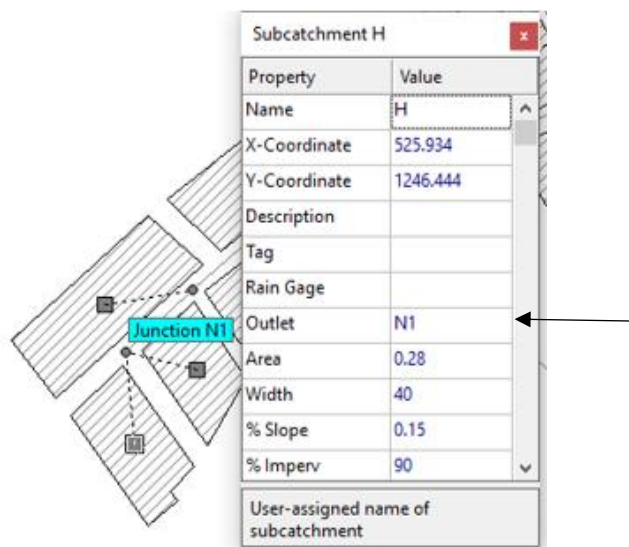 Subcatchment H
x
Property Value
Name H
X-Coordinate 525.934
Y-Coordinate 1246.444
Description
Tag
Rain Gage
Outlet N1
Area 0.28
Width 40
% Slope 0.15
% Imperv 90
User-assigned name of
subcatchment
Junction N1